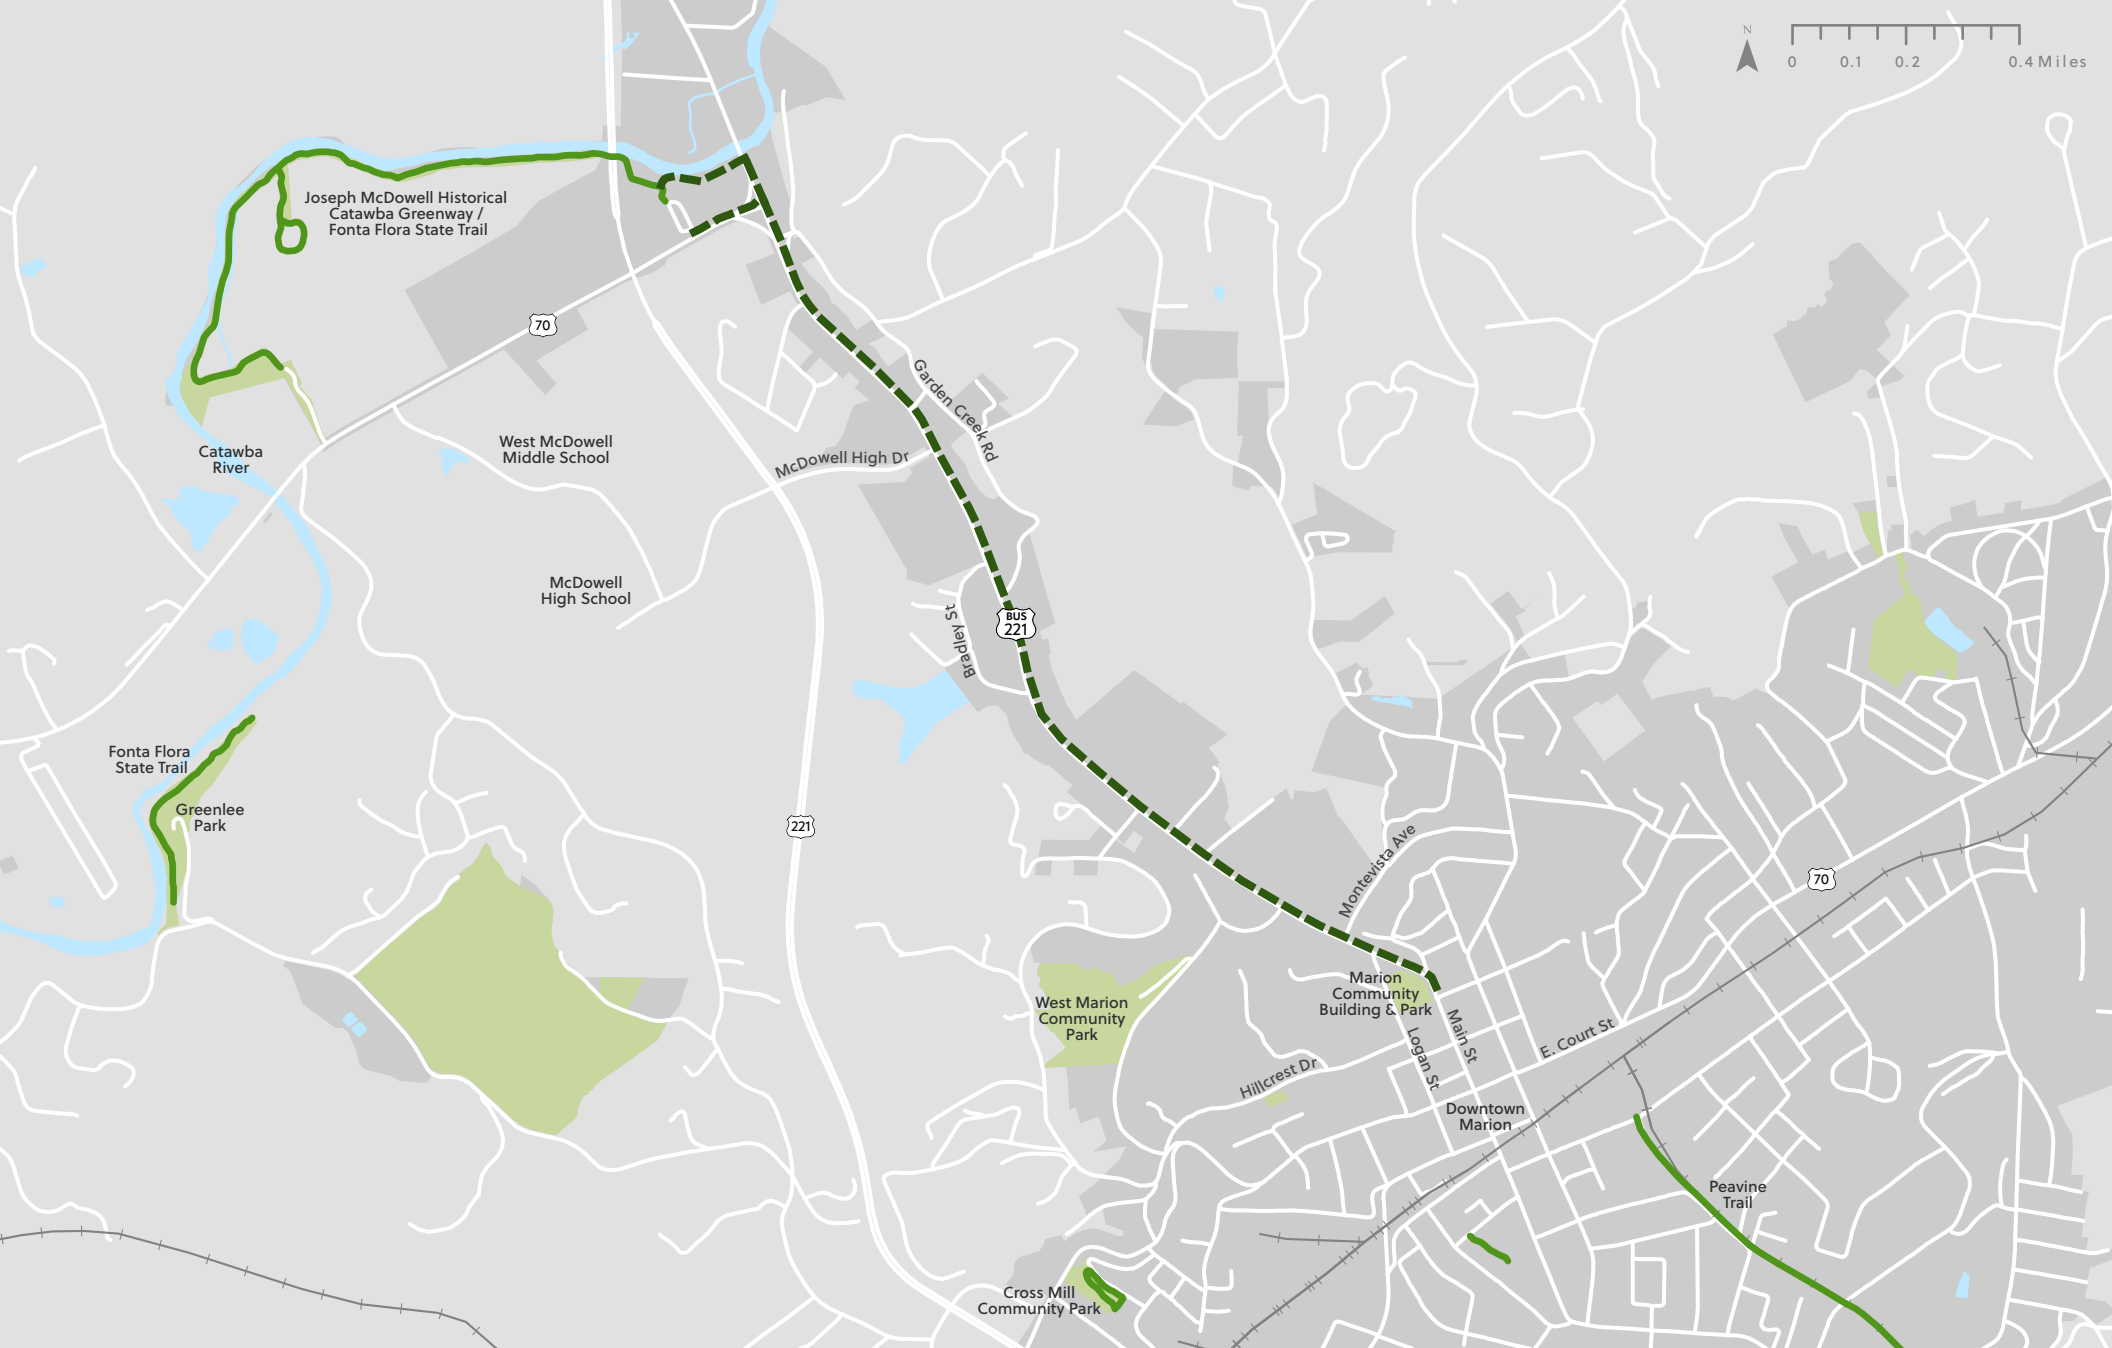 N
0 0.1 0.2 0.4 Miles
Joseph McDowell Historical
Catawba Greenway /
Fonta Flora State Trail
70
Garden Creek Rd
West McDowell
Middle School
McDowell High Dr
Catawba
River
McDowell
High School
Bradley St
BUS
221
Fonta Flora
State Trail
Greenlee
Park
221
Montevista Ave
70
West Marion
Community
Park
Marion
Community
Building & Park
Main St
Logan St
E. Court St
Hillcrest Dr
Downtown
Marion
Peavine
Trail
Cross Mill
Community Park